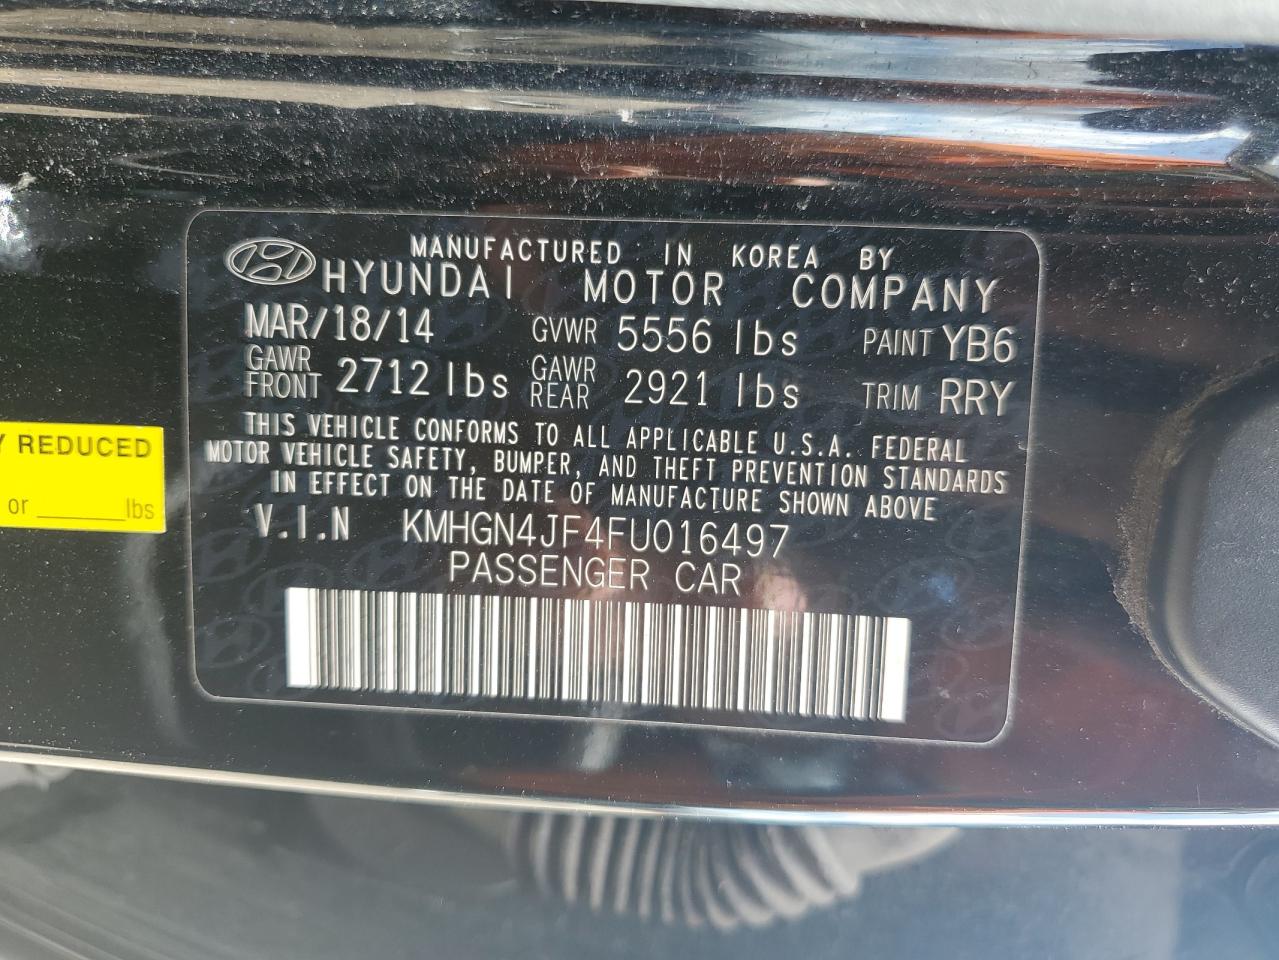 MANUFACTURED IN KOREA BY
HYUNDAI MOTOR COMPANY
MAR/18/14 GVWR 5556 lbs PAINT YB6
GAWR FRONT 2712 lbs GAWR REAR 2921 lbs TRIM RRY
THIS VEHICLE CONFORMS TO ALL APPLICABLE U.S.A. FEDERAL
MOTOR VEHICLE SAFETY, BUMPER, AND THEFT PREVENTION STANDARDS
IN EFFECT ON THE DATE OF MANUFACTURE SHOWN ABOVE
V.I.N KMHGN4JF4FU016497
PASSENGER CAR
Y REDUCED
or ________lbs